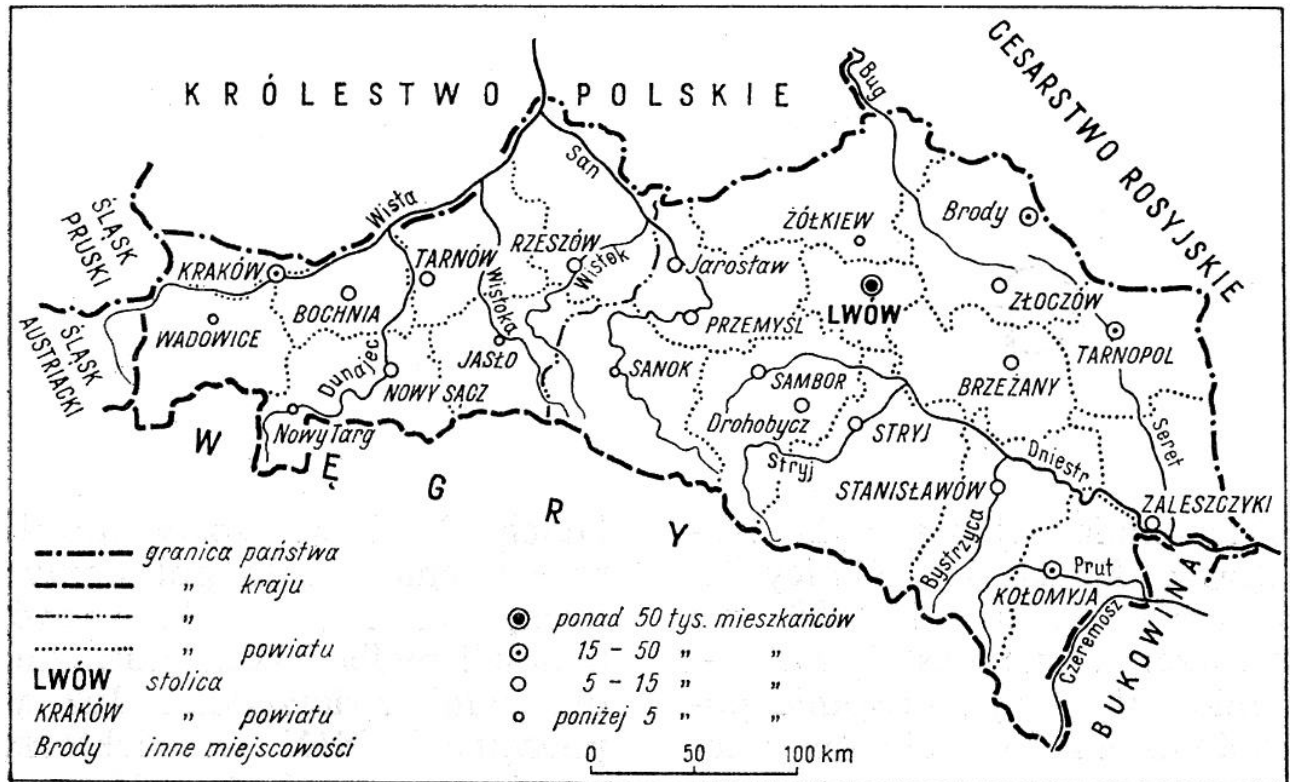 KRÓLESTWO POLSKIE
CESARSTWO ROSYJSKIE
ŚLĄSK PRUSKI
ŚLĄSK AUSTRIACKI
WĘGRY
BUKOWINA
Bug
San
Wisła
Brody
ŻÓŁKIEW
KRAKÓW
TARNÓW
RZESZÓW
Wisłok
Jarosław
LWÓW
ZŁOCZÓW
BOCHNIA
WADOWICE
Wisłoka
PRZEMYŚL
TARNOPOL
Dunajec
JASŁO
NOWY SĄCZ
SANOK
SAMBOR
BRZEŻANY
Nowy Targ
Drohobycz
STRYJ
Stryj
Seret
Dniestr
STANISŁAWÓW
ZALESZCZYKI
Bystrzyca
Prut
KOŁOMYJA
Czeremosz
granica państwa
„ kraju
„
„ powiatu
LWÓW stolica
KRAKÓW „ powiatu
Brody inne miejscowości
ponad 50 tys. mieszkańców
15 – 50 „ „
5 – 15 „ „
poniżej 5 „ „
0 50 100 km